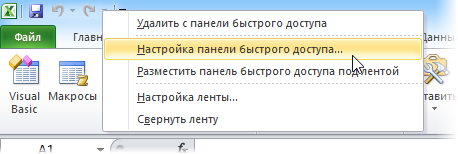 Удалить с панели быстрого доступа
Файл
Главн
Настройка панели быстрого доступа...
Данны
Разместить панель быстрого доступа под лентой
Visual Basic
Макросы
Настройка ленты...
Свернуть ленту
ставить
A1